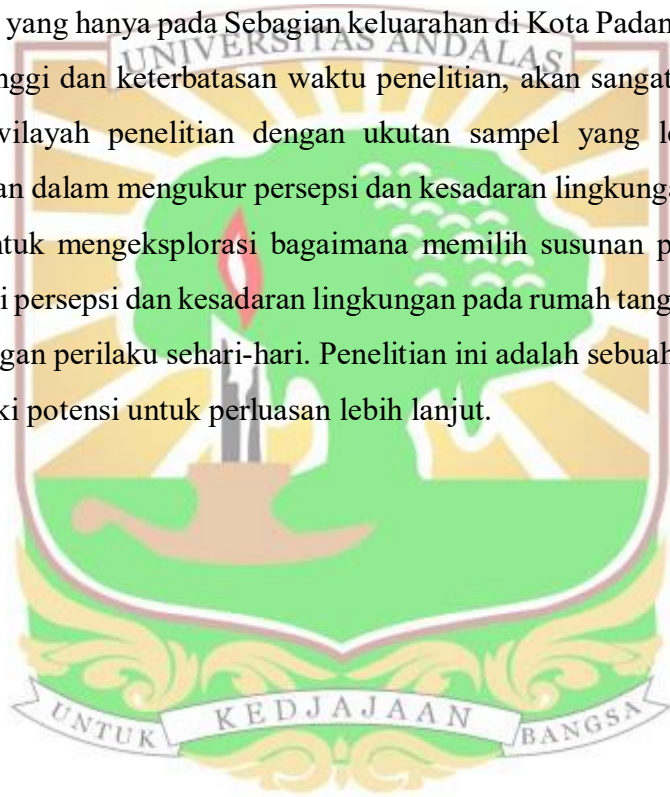 yang hanya pada Sebagian keluarahan di Kota Padan
UNIVERSITAS ANDALAS
nggi dan keterbatasan waktu penelitian, akan sangat
wilayah penelitian dengan ukutan sampel yang l
an dalam mengukur persepsi dan kesadaran lingkunga
ntuk mengeksplorasi bagaimana memilih susunan p
i persepsi dan kesadaran lingkungan pada rumah tang
gan perilaku sehari-hari. Penelitian ini adalah sebuah
ki potensi untuk perluasan lebih lanjut.
UNTUK KEDJAJAAN BANGSA